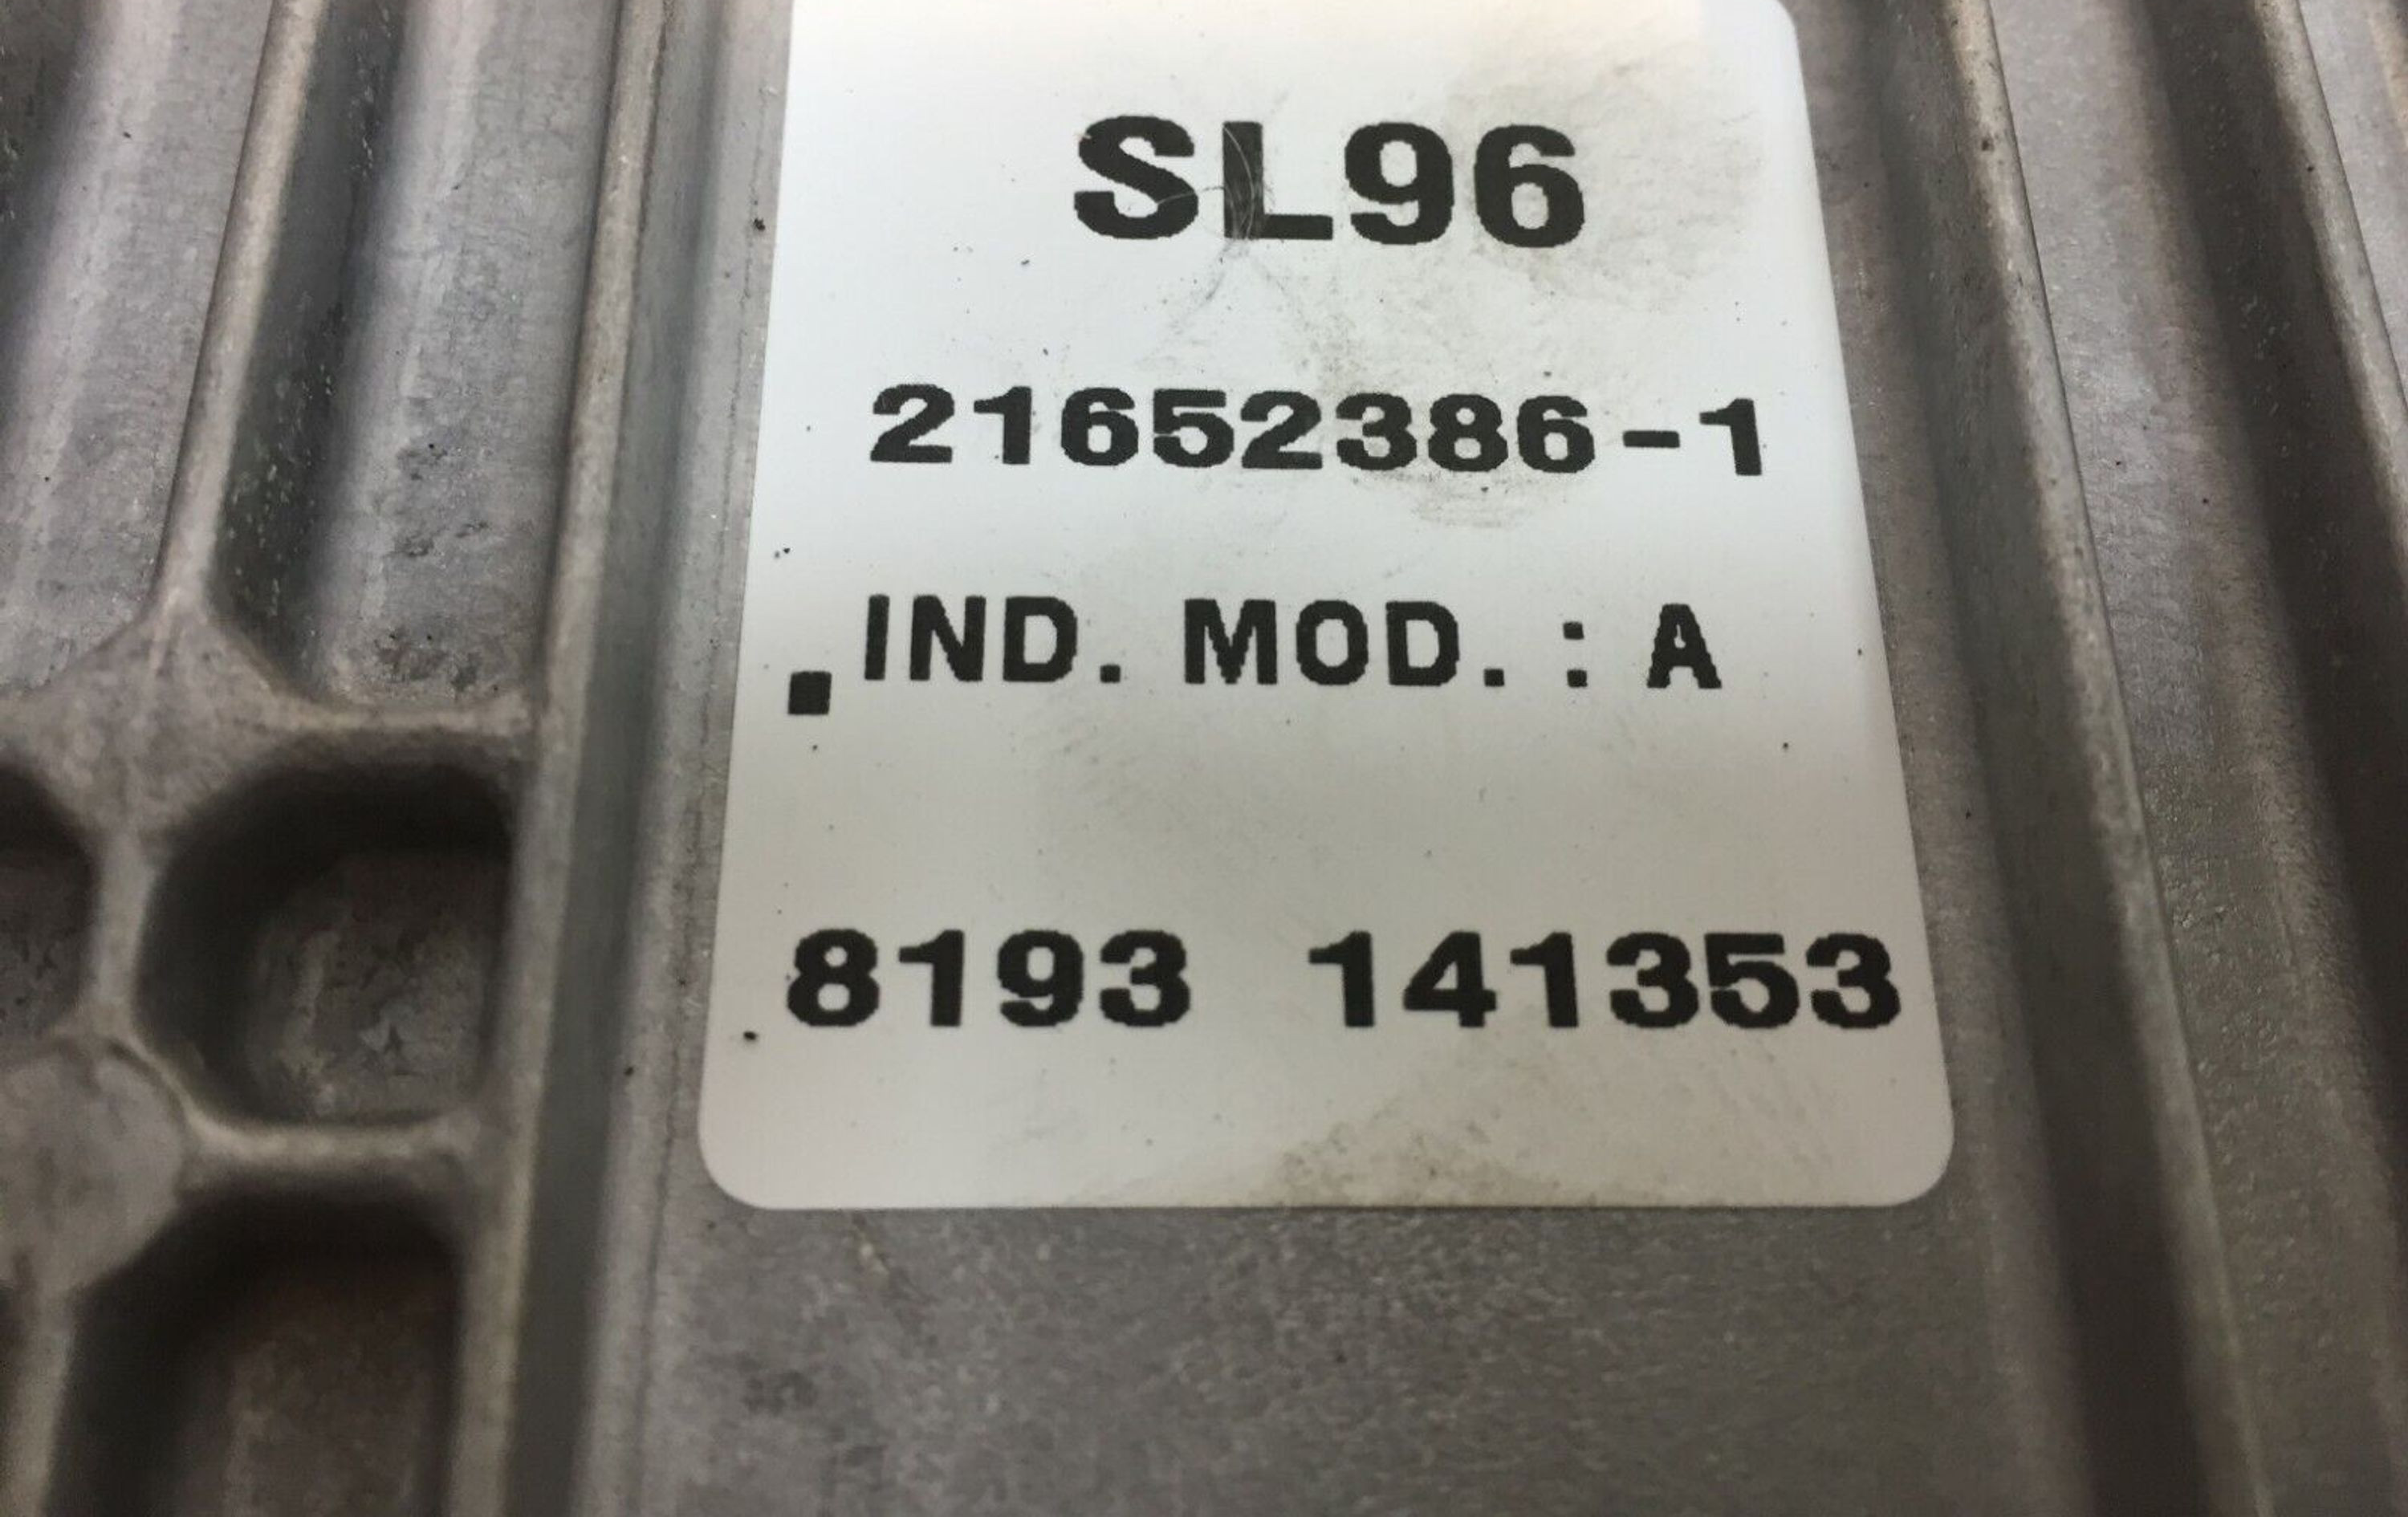 SL96
21652386-1
IND. MOD. : A
8193 141353